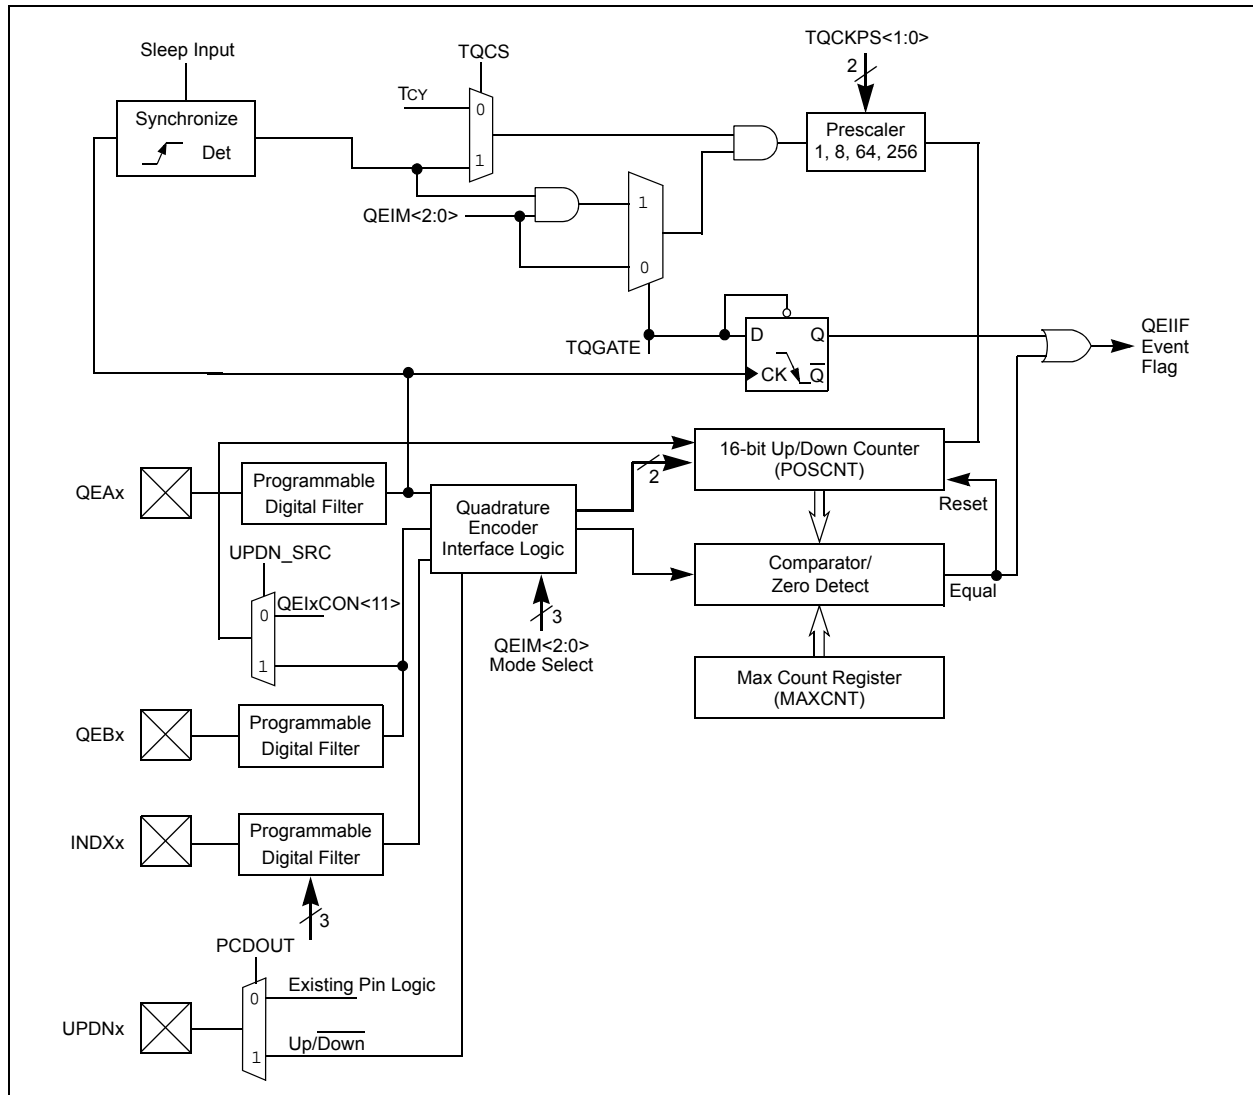 Sleep Input
TQCS
TQCKPS<1:0>
2
TCY
0
1
Synchronize
Det
Prescaler
1, 8, 64, 256
QEIM<2:0>
1
0
TQGATE
D Q
CK Q
QEIIF
Event
Flag
16-bit Up/Down Counter
(POSCNT)
2
Reset
QEAx
Programmable
Digital Filter
Quadrature
Encoder
Interface Logic
UPDN_SRC
0
QEIxCON<11>
1
3
QEIM<2:0>
Mode Select
Comparator/
Zero Detect
Equal
Max Count Register
(MAXCNT)
QEBx
Programmable
Digital Filter
INDXx
Programmable
Digital Filter
3
PCDOUT
0
Existing Pin Logic
UPDNx
1
Up/Down